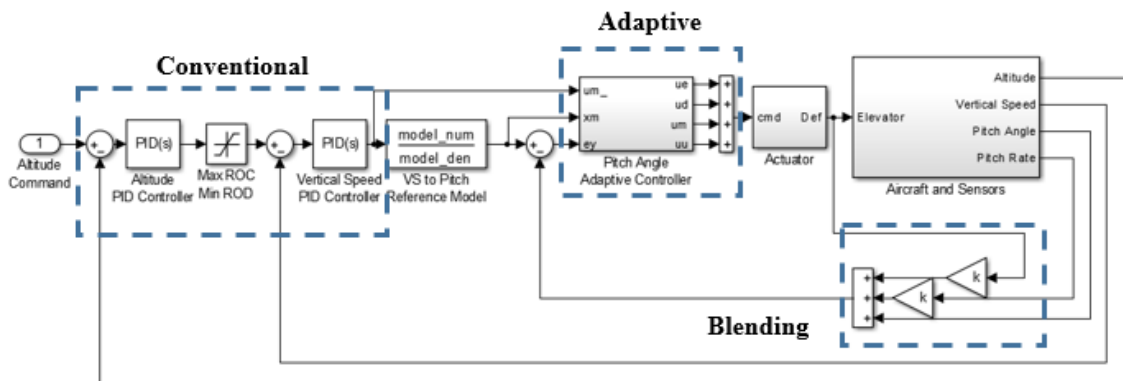 Conventional
Adaptive
1
Altitude
Command
+
-
PID(s)
Altitude
PID Controller
Max ROC
Min ROD
+
-
PID(s)
Vertical Speed
PID Controller
model_num
model_den
VS to Pitch
Reference Model
+
-
um_
xm
ey
ue
ud
um
uu
Pitch Angle
Adaptive Controller
+
+
+
+
cmd
Def
Actuator
Elevator
Altitude
Vertical Speed
Pitch Angle
Pitch Rate
Aircraft and Sensors
Blending
+
+
+
k
k